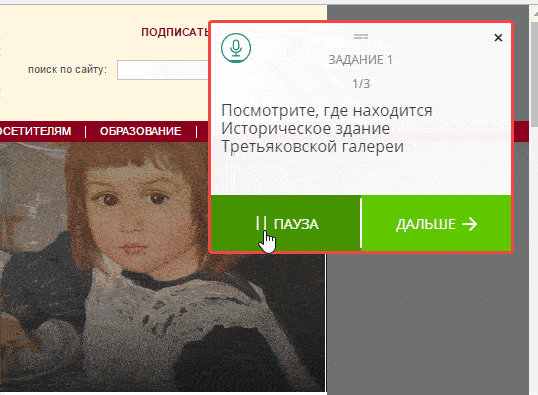 ПОДПИСАТЬ
поиск по сайту:
ОСЕТИТЕЛЯМ | ОБРАЗОВАНИЕ |
ЗАДАНИЕ 1
1/3
Посмотрите, где находится
Историческое здание
Третьяковской галереи
ПАУЗА
ДАЛЬШЕ